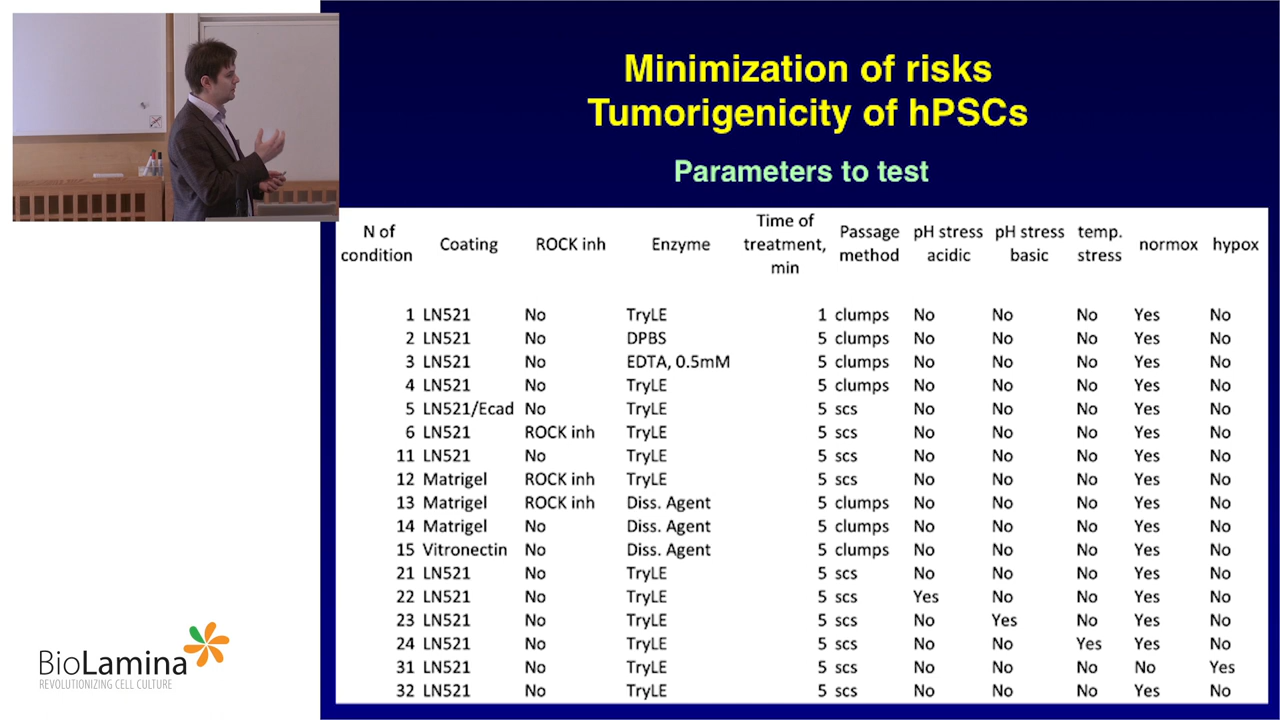 Minimization of risks
Tumorigenicity of hPSCs
Parameters to test
N of condition Coating ROCK inh Enzyme Time of treatment, min Passage method pH stress acidic pH stress basic temp. stress normox hypox
1 LN521 No TryLE 1 clumps No No No Yes No
2 LN521 No DPBS 5 clumps No No No Yes No
3 LN521 No EDTA, 0.5mM 5 clumps No No No Yes No
4 LN521 No TryLE 5 clumps No No No Yes No
5 LN521/Ecad No TryLE 5 scs No No No Yes No
6 LN521 ROCK inh TryLE 5 scs No No No Yes No
11 LN521 No TryLE 5 scs No No No Yes No
12 Matrigel ROCK inh TryLE 5 scs No No No Yes No
13 Matrigel ROCK inh Diss. Agent 5 clumps No No No Yes No
14 Matrigel No Diss. Agent 5 clumps No No No Yes No
15 Vitronectin No Diss. Agent 5 clumps No No No Yes No
21 LN521 No TryLE 5 scs No No No Yes No
22 LN521 No TryLE 5 scs Yes No No Yes No
23 LN521 No TryLE 5 scs No Yes No Yes No
24 LN521 No TryLE 5 scs No No Yes Yes No
31 LN521 No TryLE 5 scs No No No No Yes
32 LN521 No TryLE 5 scs No No No Yes No
BioLamina
REVOLUTIONIZING CELL CULTURE